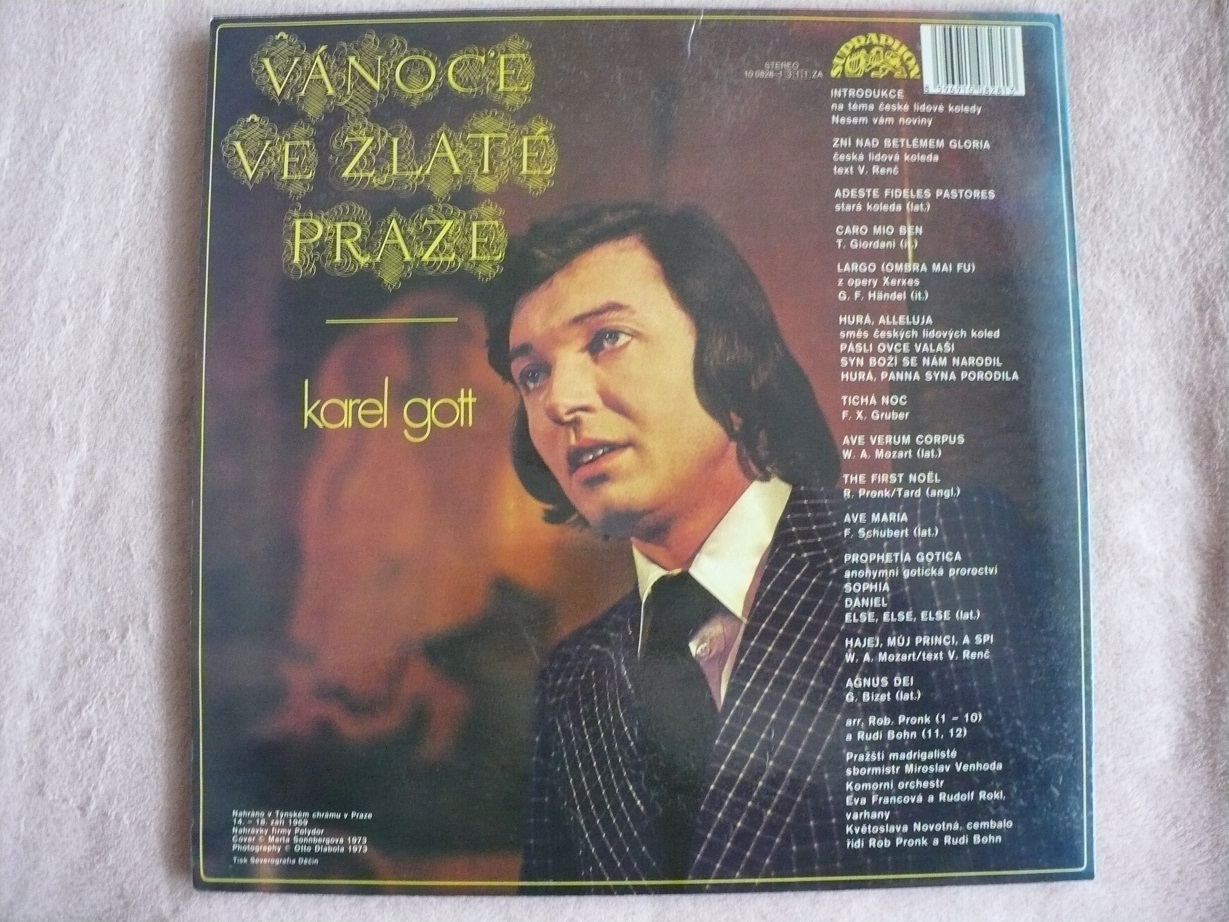 VÁNOCE
VE ZLATÉ
PRAZE
karel gott
STEREO
SUPRAPHON
INTRODUKCE
na téma české lidové koledy
Nesem vám noviny
ZNÍ NAD BETLÉMEM GLORIA
česká lidová koleda
text V. Renč
ADESTE FIDELES PASTORES
stará koleda (lat.)
CARO MIO BEN
T. Giordani (it.)
LARGO (OMBRA MAI FU)
z opery Xerxes
G. F. Händel (it.)
HURÁ, ALLELUJA
směs českých lidových koled
PÁSLI OVCE VALAŠI
SYN BOŽÍ SE NÁM NARODIL
HURÁ, PANNA SYNA PORODILA
TICHÁ NOC
F. X. Gruber
AVE VERUM CORPUS
W. A. Mozart (lat.)
THE FIRST NOËL
R. Pronk/Tard (angl.)
AVE MARIA
F. Schubert (lat.)
PROPHETIA GOTICA
anonymní gotická proroctví
SOPHIA
DANIEL
ELSE, ELSE, ELSE (lat.)
HAJEJ, MŮJ PRINCI, A SPI
W. A. Mozart/text V. Renč
AGNUS DEI
G. Bizet (lat.)
arr. Rob. Pronk (1 – 10)
a Rudi Bohn (11, 12)
Pražští madrigalisté
sbormistr Miroslav Venhoda
Komorní orchestr
Eva Francová a Rudolf Rokl,
varhany
Květoslava Novotná, cembalo
řídí Rob Pronk a Rudi Bohn
Nahráno v Týnském chrámu v Praze
14. – 18. září 1969
Nahrávky firmy Polydor
Cover © Marta Sonnbergová 1973
Photography © Otto Dlabola 1973
Tisk Severografia Děčín